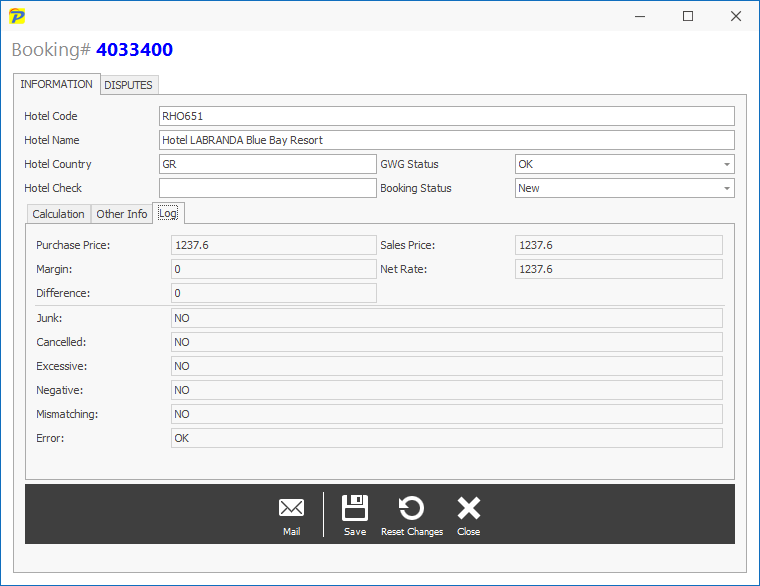 Booking# 4033400
INFORMATION DISPUTES
Hotel Code RHO651
Hotel Name Hotel LABRANDA Blue Bay Resort
Hotel Country GR GWG Status OK
Hotel Check Booking Status New
Calculation Other Info Log
Purchase Price: 1237.6 Sales Price: 1237.6
Margin: 0 Net Rate: 1237.6
Difference: 0
Junk: NO
Cancelled: NO
Excessive: NO
Negative: NO
Mismatching: NO
Error: OK
Mail Save Reset Changes Close